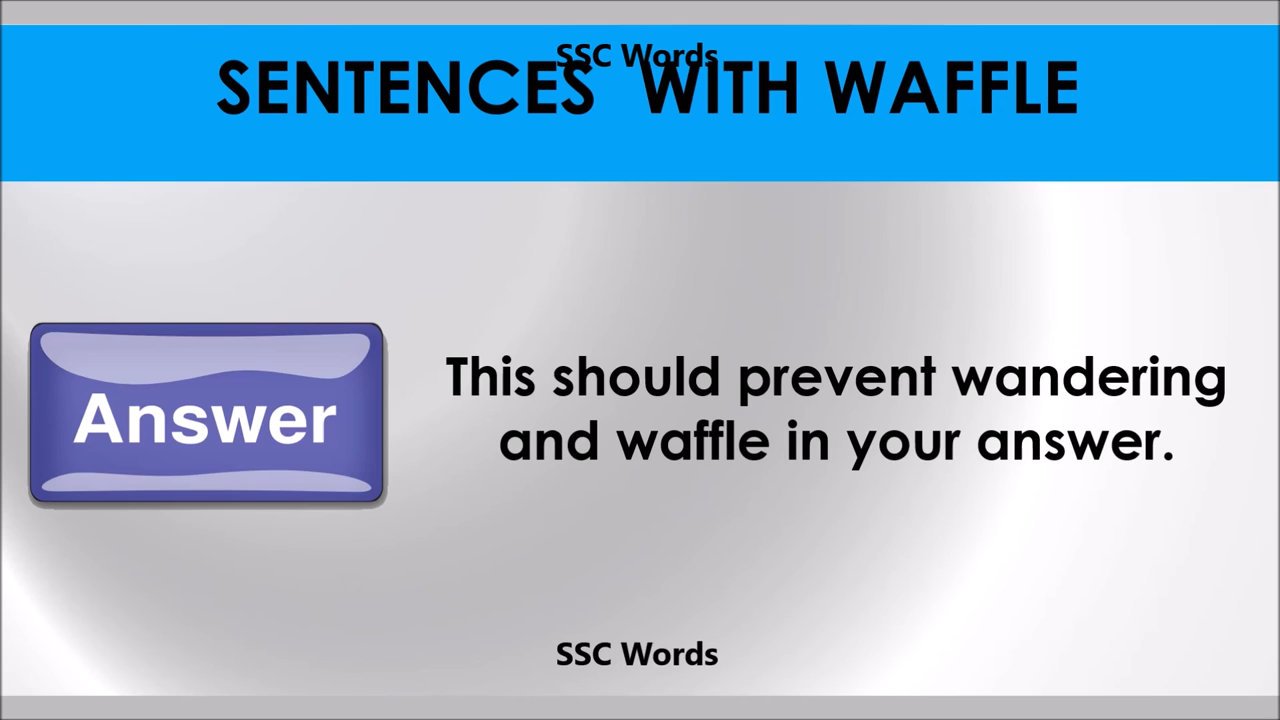 SSC Words
SENTENCES WITH WAFFLE
Answer
This should prevent wandering
and waffle in your answer.
SSC Words